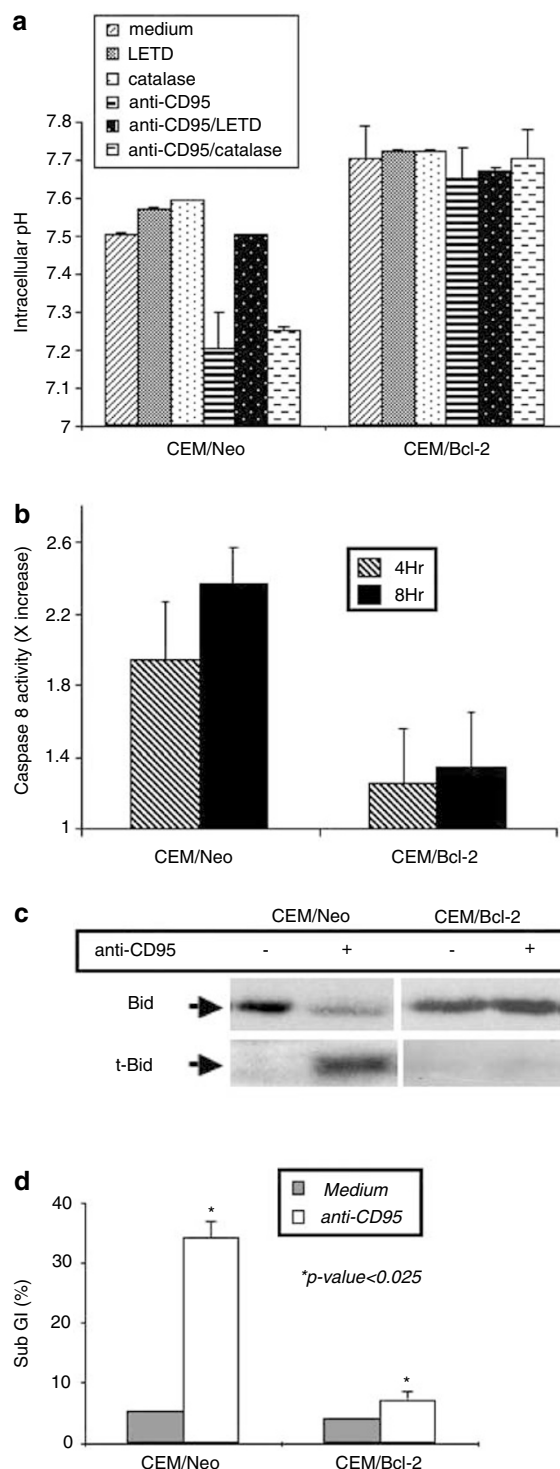 a
medium
LETD
catalase
anti-CD95
anti-CD95/LETD
anti-CD95/catalase
7.8
7.7
7.6
7.5
7.4
7.3
7.2
7.1
7
Intracellular pH
CEM/Neo CEM/Bcl-2
b
2.6
2.2
1.8
1.4
1
Caspase 8 activity (X increase)
4Hr
8Hr
CEM/Neo CEM/Bcl-2
c
CEM/Neo CEM/Bcl-2
anti-CD95 - + - +
Bid
t-Bid
d
Medium
anti-CD95
*p-value<0.025
40
30
20
10
0
Sub GI (%)
*
*
CEM/Neo CEM/Bcl-2